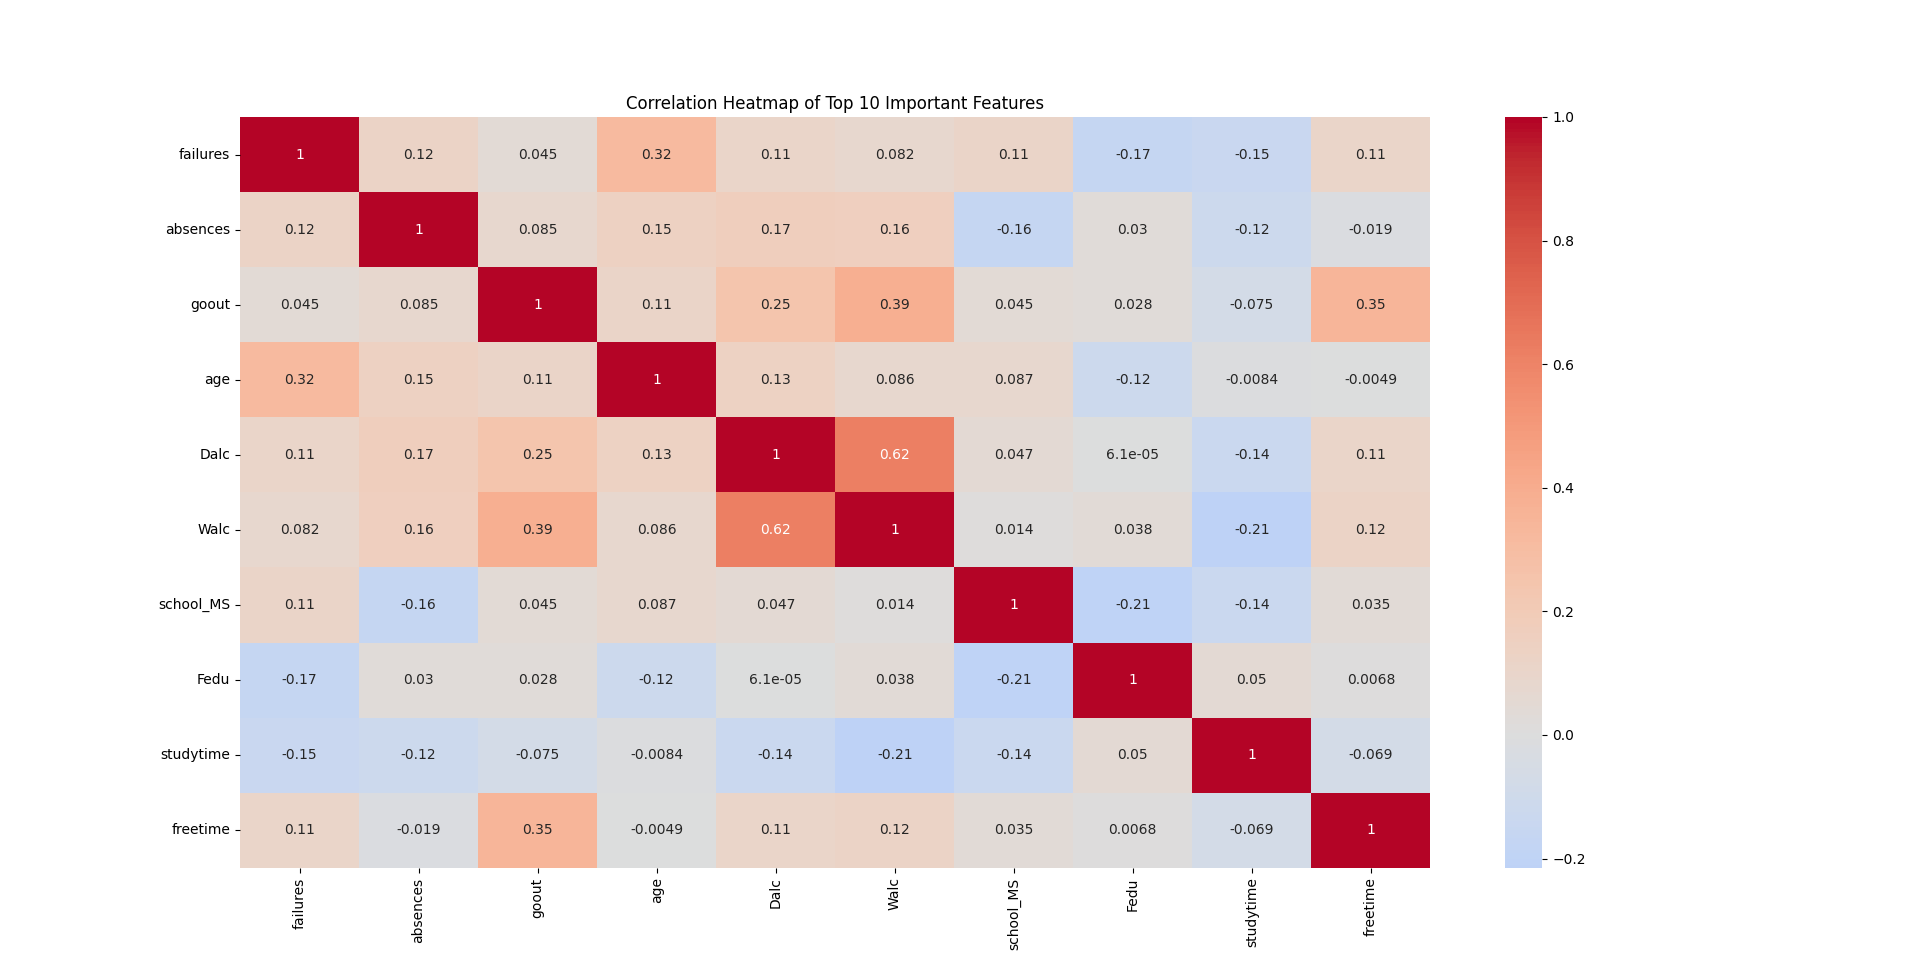 Correlation Heatmap of Top 10 Important Features
failures 1 0.12 0.045 0.32 0.11 0.082 0.11 -0.17 -0.15 0.11
absences 0.12 1 0.085 0.15 0.17 0.16 -0.16 0.03 -0.12 -0.019
goout 0.045 0.085 1 0.11 0.25 0.39 0.045 0.028 -0.075 0.35
age 0.32 0.15 0.11 1 0.13 0.086 0.087 -0.12 -0.0084 -0.0049
Dalc 0.11 0.17 0.25 0.13 1 0.62 0.047 6.1e-05 -0.14 0.11
Walc 0.082 0.16 0.39 0.086 0.62 1 0.014 0.038 -0.21 0.12
school_MS 0.11 -0.16 0.045 0.087 0.047 0.014 1 -0.21 -0.14 0.035
Fedu -0.17 0.03 0.028 -0.12 6.1e-05 0.038 -0.21 1 0.05 0.0068
studytime -0.15 -0.12 -0.075 -0.0084 -0.14 -0.21 -0.14 0.05 1 -0.069
freetime 0.11 -0.019 0.35 -0.0049 0.11 0.12 0.035 0.0068 -0.069 1
failures absences goout age Dalc Walc school_MS Fedu studytime freetime
1.0
0.8
0.6
0.4
0.2
0.0
−0.2